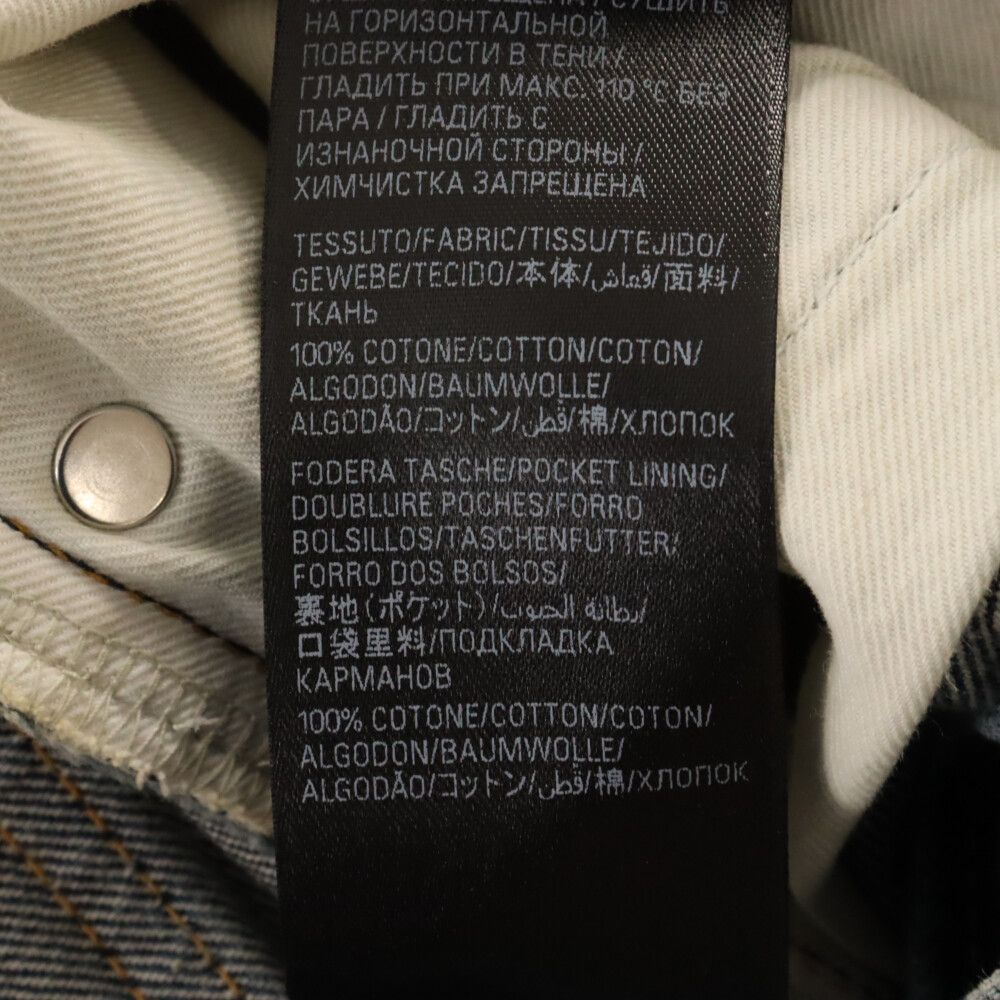 СУШИТЬ
НА ГОРИЗОНТАЛЬНОЙ
ПОВЕРХНОСТИ В ТЕНИ /
ГЛАДИТЬ ПРИ МАКС. 110 °C БЕЗ
ПАРА / ГЛАДИТЬ С
ИЗНАНОЧНОЙ СТОРОНЫ /
ХИМЧИСТКА ЗАПРЕЩЕНА
TESSUTO/FABRIC/TISSU/TEJIDO/
GEWEBE/TECIDO/本体/قماش/面料/
ТКАНЬ
100% COTONE/COTTON/COTON/
ALGODON/BAUMWOLLE/
ALGODÃO/コットン/قطن/棉/ХЛОПОК
FODERA TASCHE/POCKET LINING/
DOUBLURE POCHES/FORRO
BOLSILLOS/TASCHENFUTTER/
FORRO DOS BOLSOS/
裏地(ポケット)/بطانة الجيوب/
口袋里料/ПОДКЛАДКА
КАРМАНОВ
100% COTONE/COTTON/COTON/
ALGODON/BAUMWOLLE/
ALGODÃO/コットン/قطن/棉/ХЛОПОК